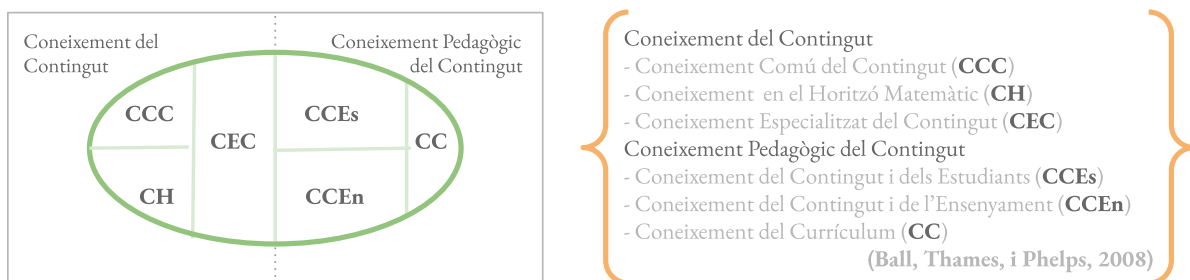 Coneixement del
Contingut
Coneixement Pedagògic
del Contingut
CCC
CEC
CCEs
CC
CH
CCEn
Coneixement del Contingut
- Coneixement Comú del Contingut (CCC)
- Coneixement en el Horitzó Matemàtic (CH)
- Coneixement Especialitzat del Contingut (CEC)
Coneixement Pedagògic del Contingut
- Coneixement del Contingut i dels Estudiants (CCEs)
- Coneixement del Contingut i de l’Ensenyament (CCEn)
- Coneixement del Currículum (CC)
(Ball, Thames, i Phelps, 2008)